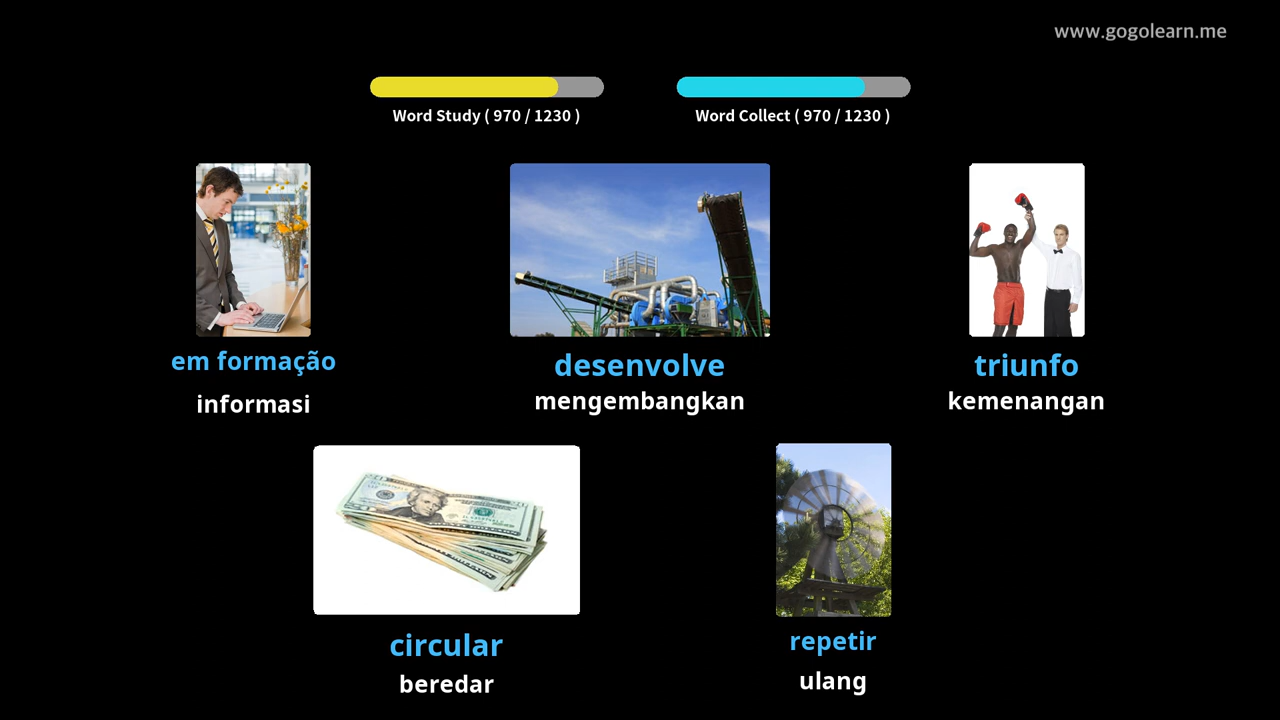 www.gogolearn.me
Word Study ( 970 / 1230 )
Word Collect ( 970 / 1230 )
em formação
informasi
desenvolve
mengembangkan
triunfo
kemenangan
circular
beredar
repetir
ulang